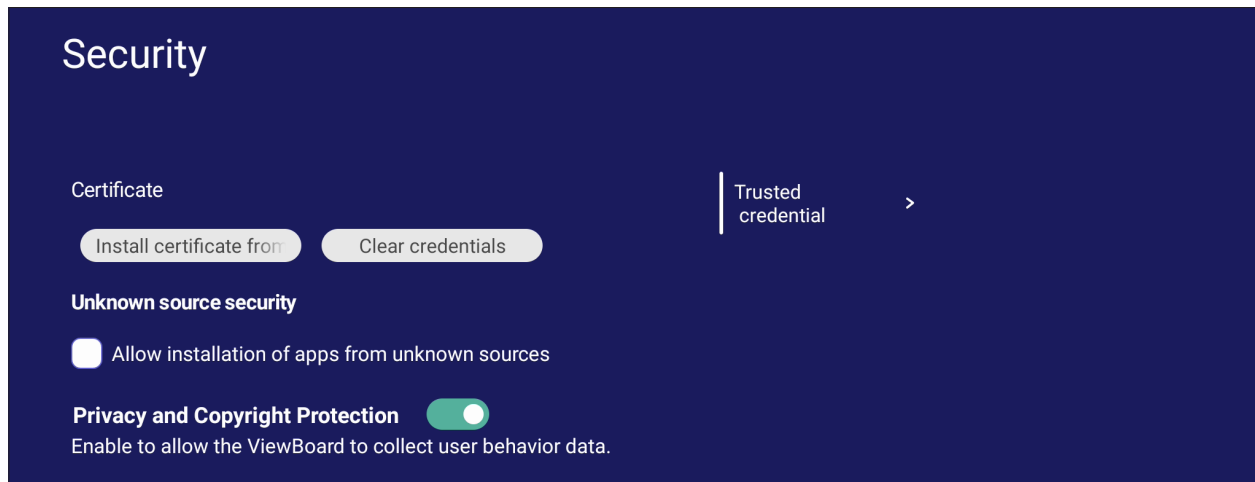 Security
Certificate
Trusted
credential
Install certificate from
Clear credentials
Unknown source security
Allow installation of apps from unknown sources
Privacy and Copyright Protection
Enable to allow the ViewBoard to collect user behavior data.